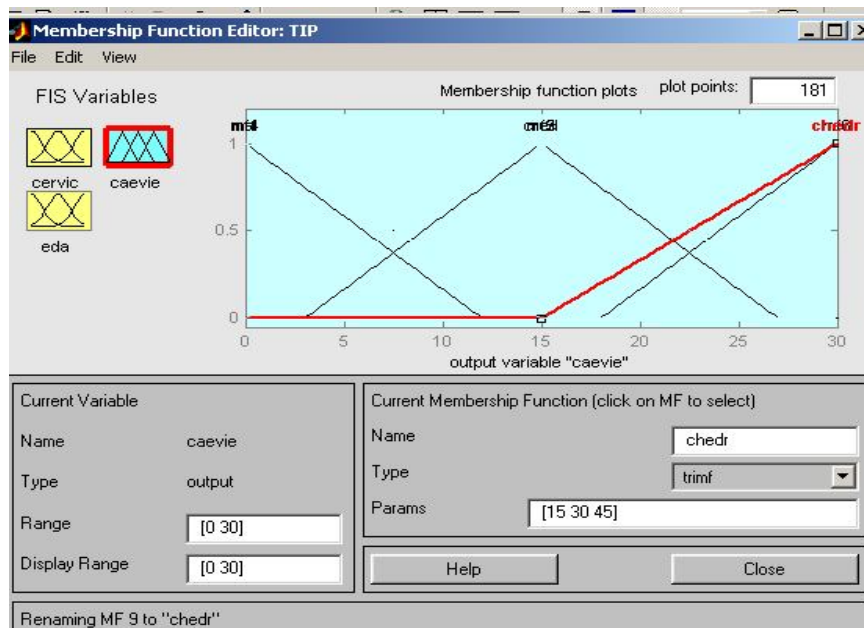 Membership Function Editor: TIP
File Edit View
FIS Variables
Membership function plots plot points: 181
cervic caevie
eda
chedr
1
0.5
0
0 5 10 15 20 25 30
output variable "caevie"
Current Variable
Name caevie
Type output
Range [0 30]
Display Range [0 30]
Current Membership Function (click on MF to select)
Name chedr
Type trimf
Params [15 30 45]
Help Close
Renaming MF 9 to "chedr"